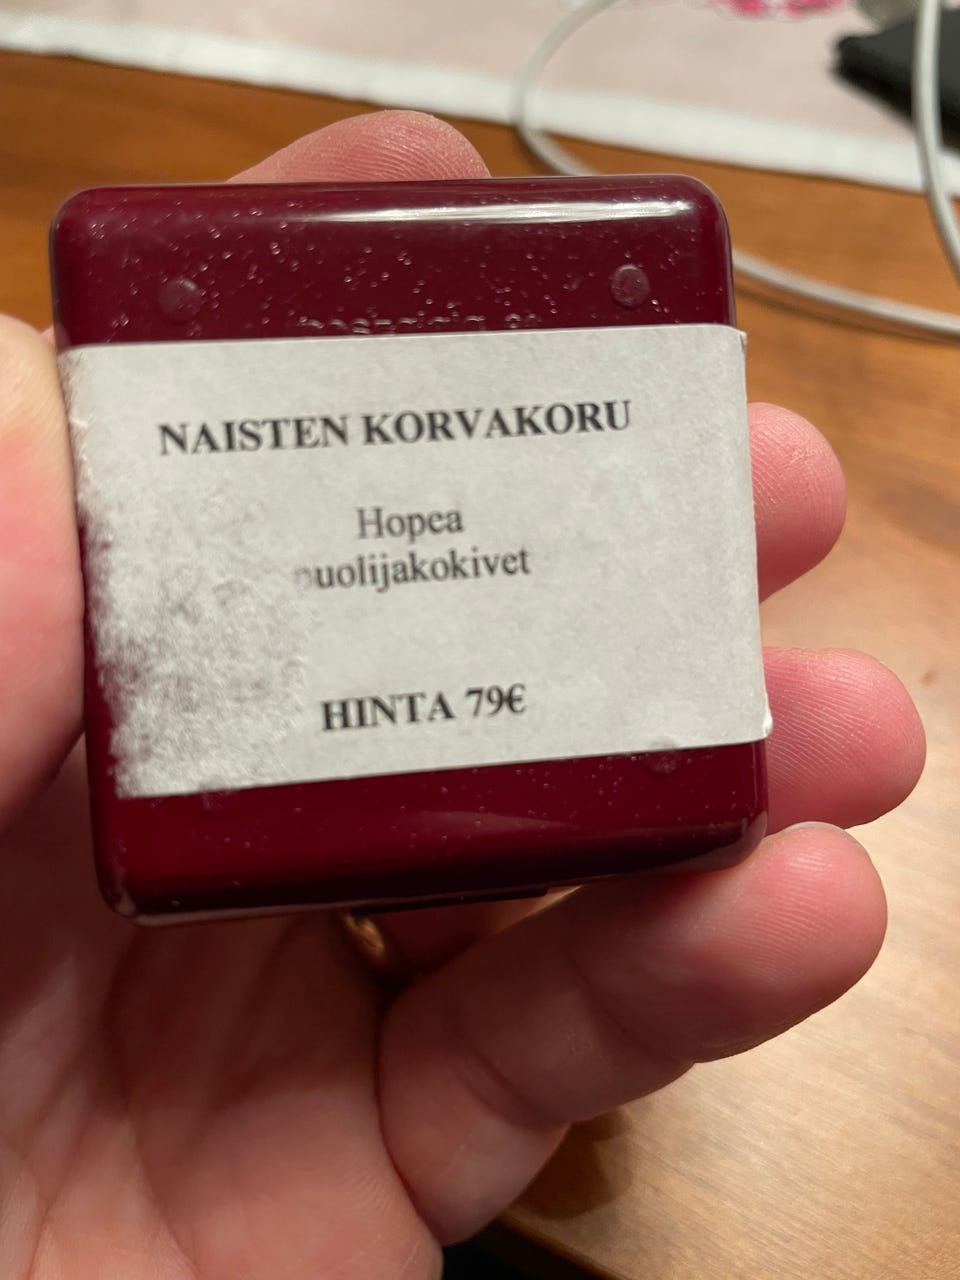 NAISTEN KORVAKORU
Hopea
puolijakokivet
HINTA 79€